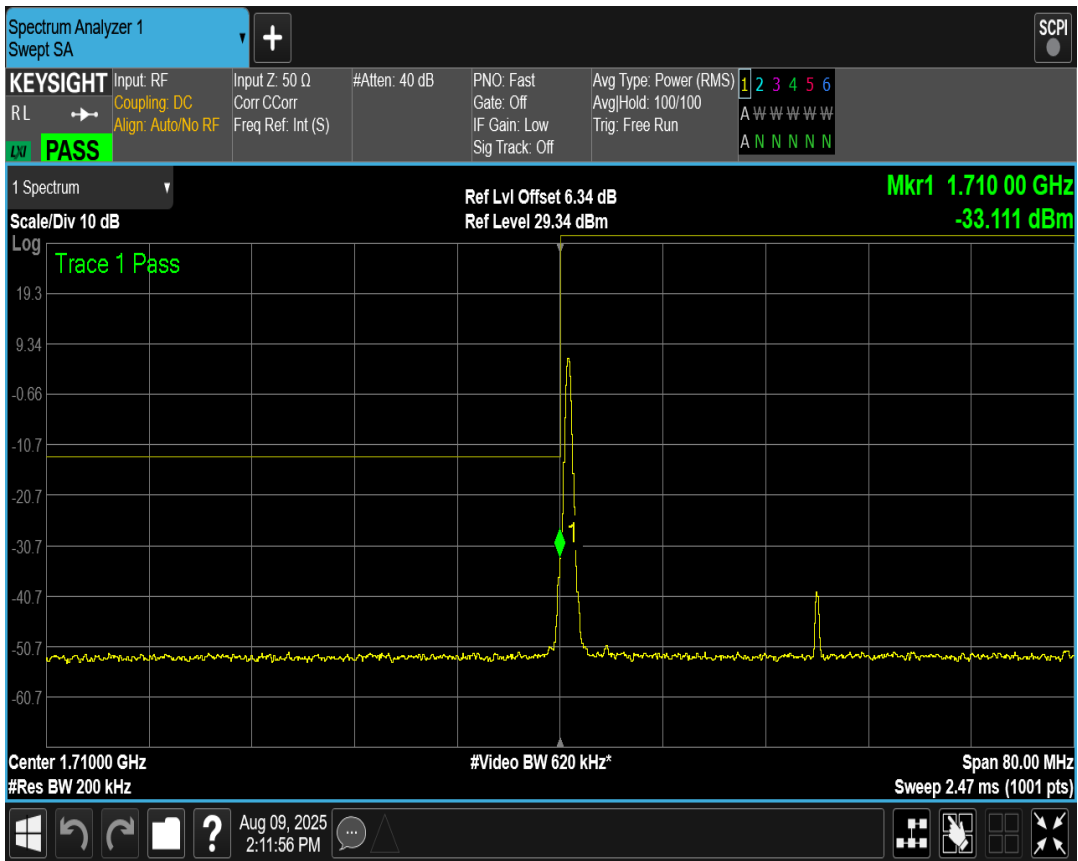 Spectrum Analyzer 1
Swept SA
+
SCPI
KEYSIGHT
RL
LXI
PASS
Input: RF
Coupling: DC
Align: Auto/No RF
Input Z: 50 Ω
Corr CCorr
Freq Ref: Int (S)
#Atten: 40 dB
PNO: Fast
Gate: Off
IF Gain: Low
Sig Track: Off
Avg Type: Power (RMS)
Avg|Hold: 100/100
Trig: Free Run
1 2 3 4 5 6
A W W W W W
A N N N N N
1 Spectrum
Scale/Div 10 dB
Ref Lvl Offset 6.34 dB
Ref Level 29.34 dBm
Mkr1 1.710 00 GHz
-33.111 dBm
Log
Trace 1 Pass
19.3
9.34
-0.66
-10.7
-20.7
-30.7
-40.7
-50.7
-60.7
1
Center 1.71000 GHz
#Res BW 200 kHz
#Video BW 620 kHz*
Span 80.00 MHz
Sweep 2.47 ms (1001 pts)
?
Aug 09, 2025
2:11:56 PM